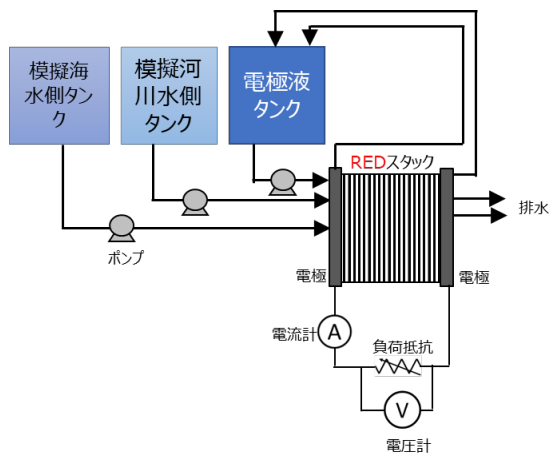 模擬海
水側タン
ク
模擬河
川水側
タンク
電極液
タンク
REDスタック
排水
ポンプ
電極
電極
電流計
A
負荷抵抗
V
電圧計